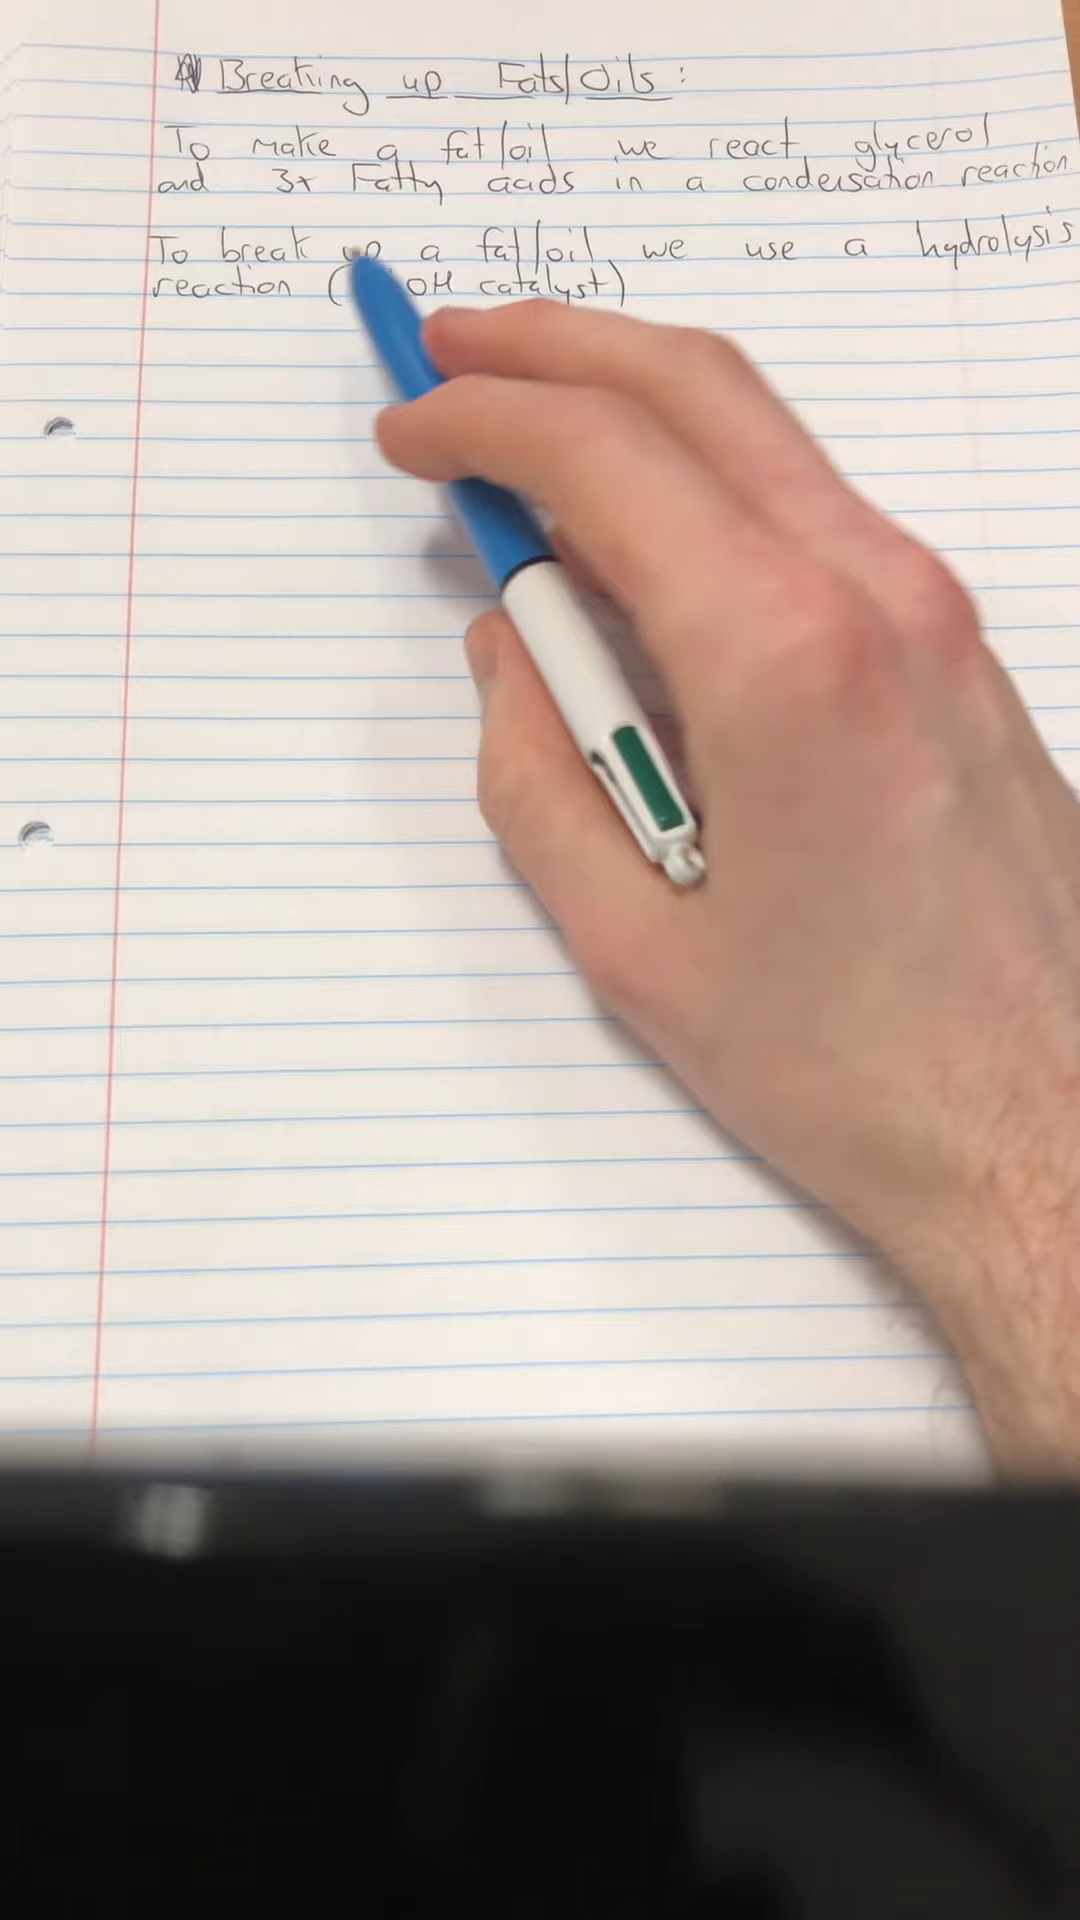 Breaking up Fats/Oils:
To make a fat/oil we react glycerol
and 3x Fatty acids in a condensation reaction
To break up a fat/oil, we use a hydrolysis
reaction ( OH catalyst)